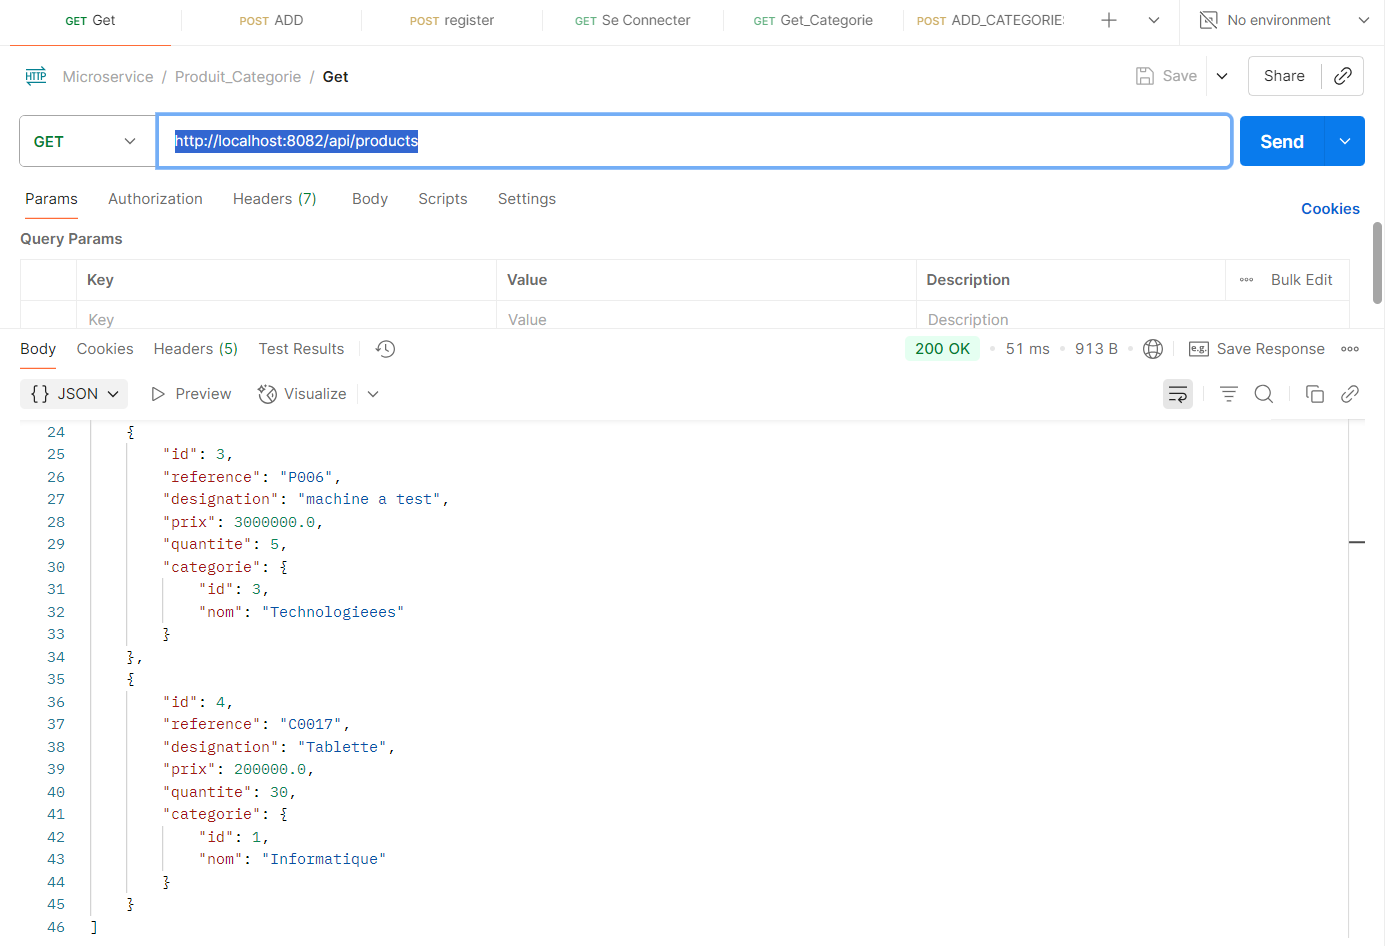 GET Get POST ADD POST register GET Se Connecter GET Get_Categorie POST ADD_CATEGORIE No environment
HTTP Microservice / Produit_Categorie / Get Save Share
GET http://localhost:8082/api/products Send
Params Authorization Headers (7) Body Scripts Settings Cookies
Query Params
Key Value Description Bulk Edit
Key Value Description
Body Cookies Headers (5) Test Results 200 OK 51 ms 913 B e.g. Save Response
{} JSON Preview Visualize
24 {
25 "id": 3,
26 "reference": "P006",
27 "designation": "machine a test",
28 "prix": 3000000.0,
29 "quantite": 5,
30 "categorie": {
31 "id": 3,
32 "nom": "Technologieees"
33 }
34 },
35 {
36 "id": 4,
37 "reference": "C0017",
38 "designation": "Tablette",
39 "prix": 200000.0,
40 "quantite": 30,
41 "categorie": {
42 "id": 1,
43 "nom": "Informatique"
44 }
45 }
46 ]